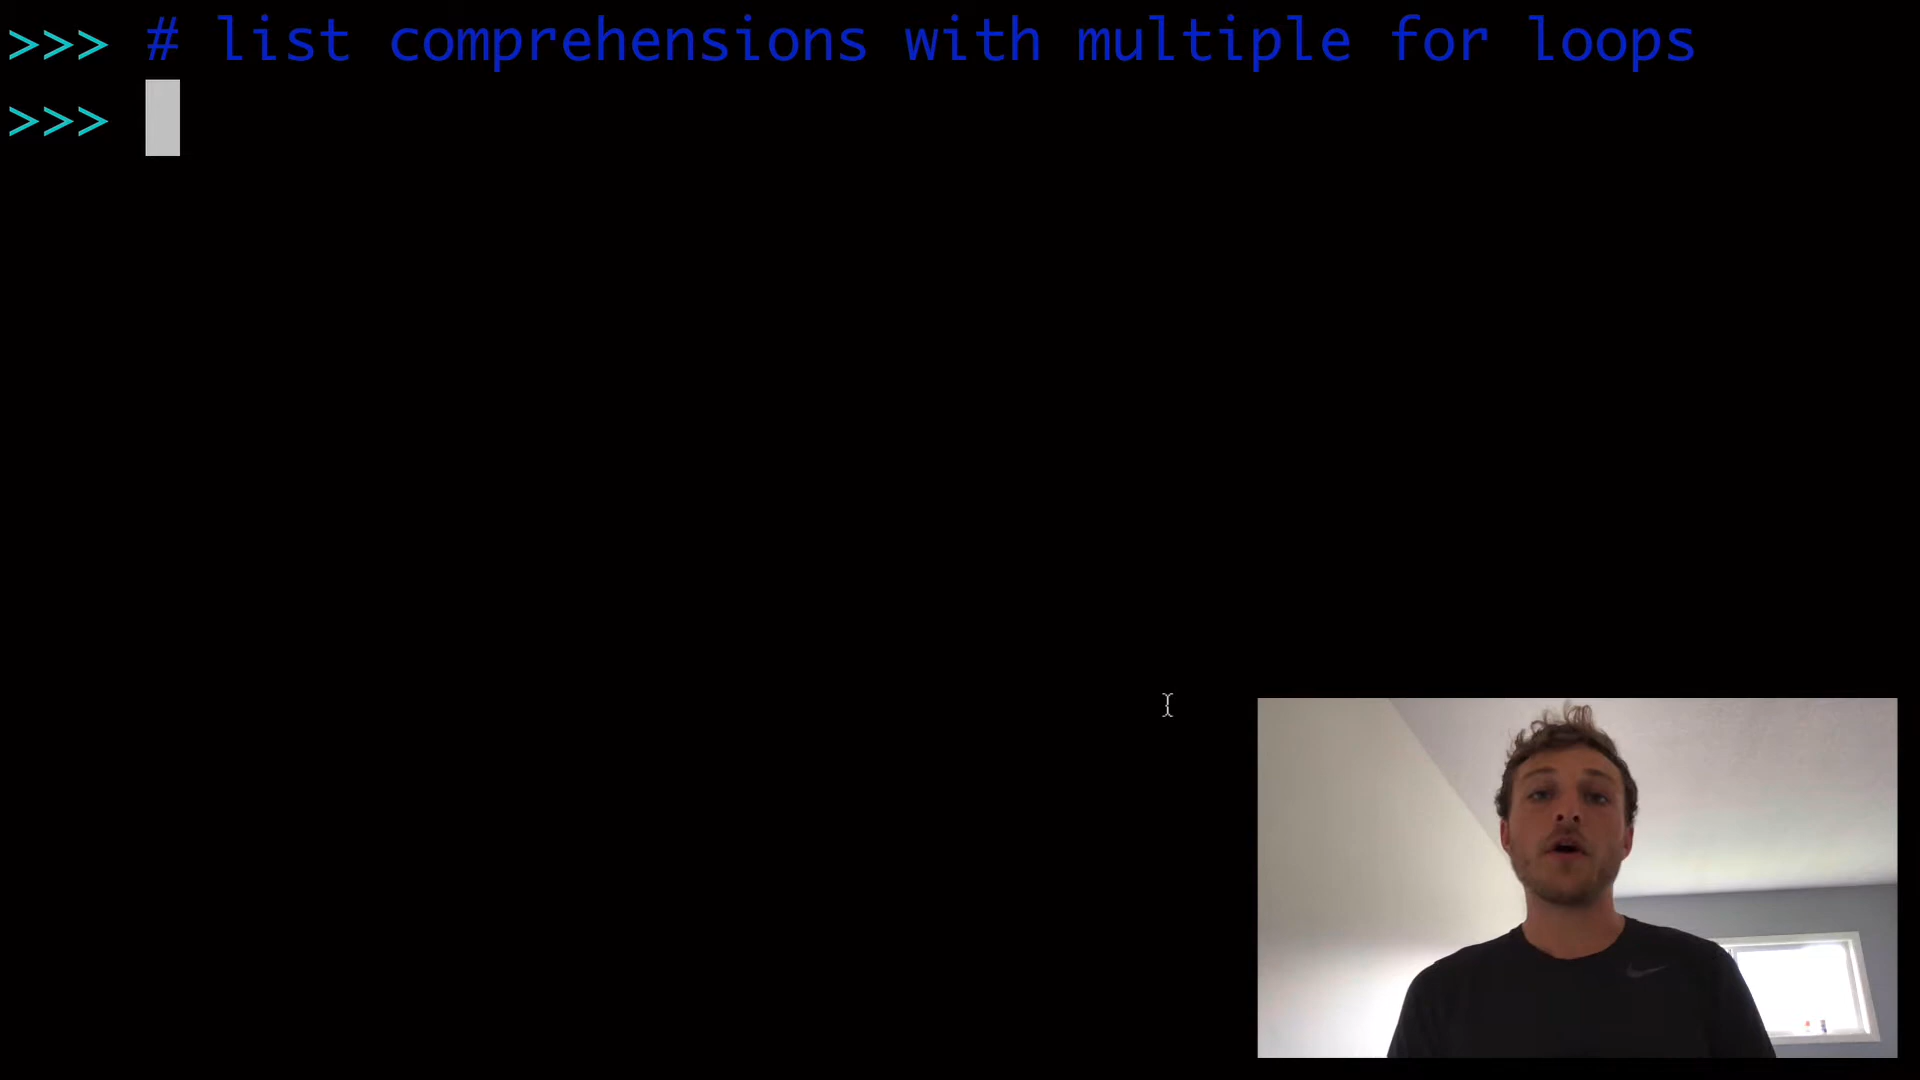 >>> # list comprehensions with multiple for loops
>>>